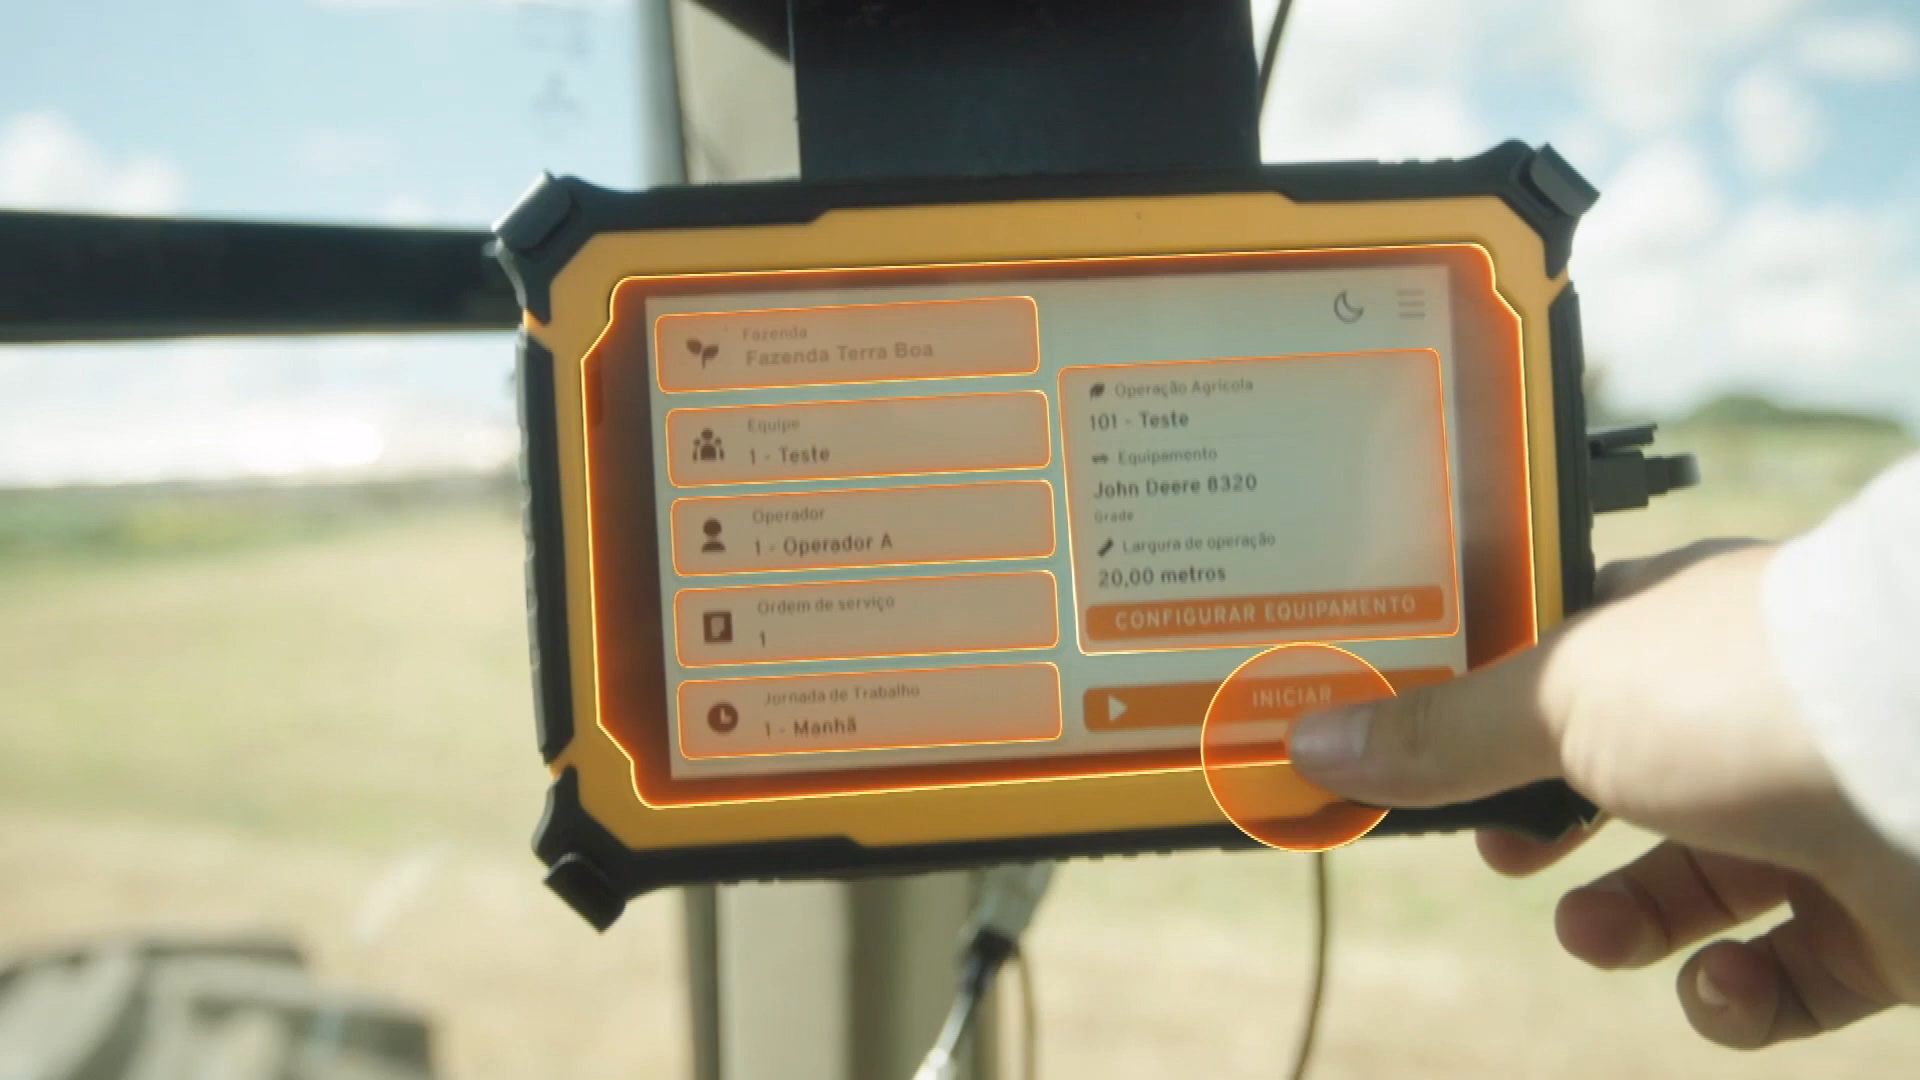 Fazenda
Fazenda Terra Boa
Equipe
1 - Teste
Operador
1 - Operador A
Ordem de serviço
1
Jornada de Trabalho
1 - Manhã
Operação Agrícola
101 - Teste
Equipamento
John Deere 8320
Grade
Largura de operação
20,00 metros
CONFIGURAR EQUIPAMENTO
INICIAR